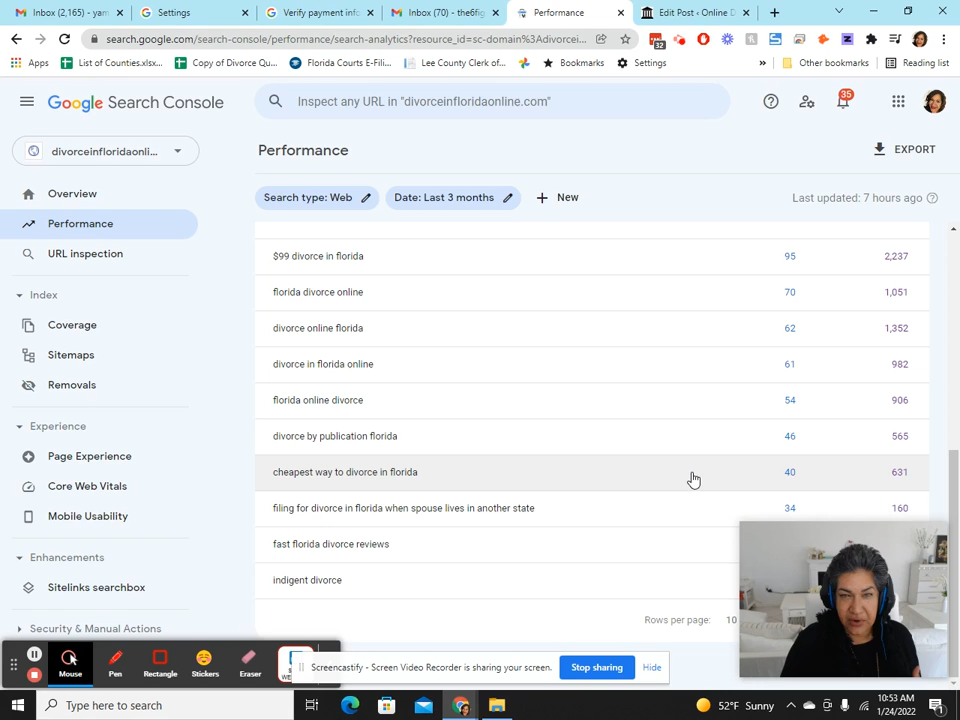 Inbox (2,165) - yam
Settings
Verify payment info
Inbox (70) - the6fig
Performance
Edit Post ‹ Online D
search.google.com/search-console/performance/search-analytics?resource_id=sc-domain%3Adivorcei...
32
Apps
List of Counties.xlsx...
Copy of Divorce Qu...
Florida Courts E-Fili...
Lee County Clerk of...
Bookmarks
Settings
»
Other bookmarks
Reading list
Google Search Console
Inspect any URL in "divorceinfloridaonline.com"
35
divorceinfloridaonli...
Performance
EXPORT
Search type: Web
Date: Last 3 months
New
Last updated: 7 hours ago
Overview
Performance
URL inspection
Index
Coverage
Sitemaps
Removals
Experience
Page Experience
Core Web Vitals
Mobile Usability
Enhancements
Sitelinks searchbox
Security & Manual Actions
$99 divorce in florida 95 2,237
florida divorce online 70 1,051
divorce online florida 62 1,352
divorce in florida online 61 982
florida online divorce 54 906
divorce by publication florida 46 565
cheapest way to divorce in florida 40 631
filing for divorce in florida when spouse lives in another state 34 160
fast florida divorce reviews
indigent divorce
Rows per page: 10
Mouse
Pen
Rectangle
Stickers
Eraser
Screencastify - Screen Video Recorder is sharing your screen.
Stop sharing
Hide
Type here to search
52°F Sunny
10:53 AM
1/24/2022
1